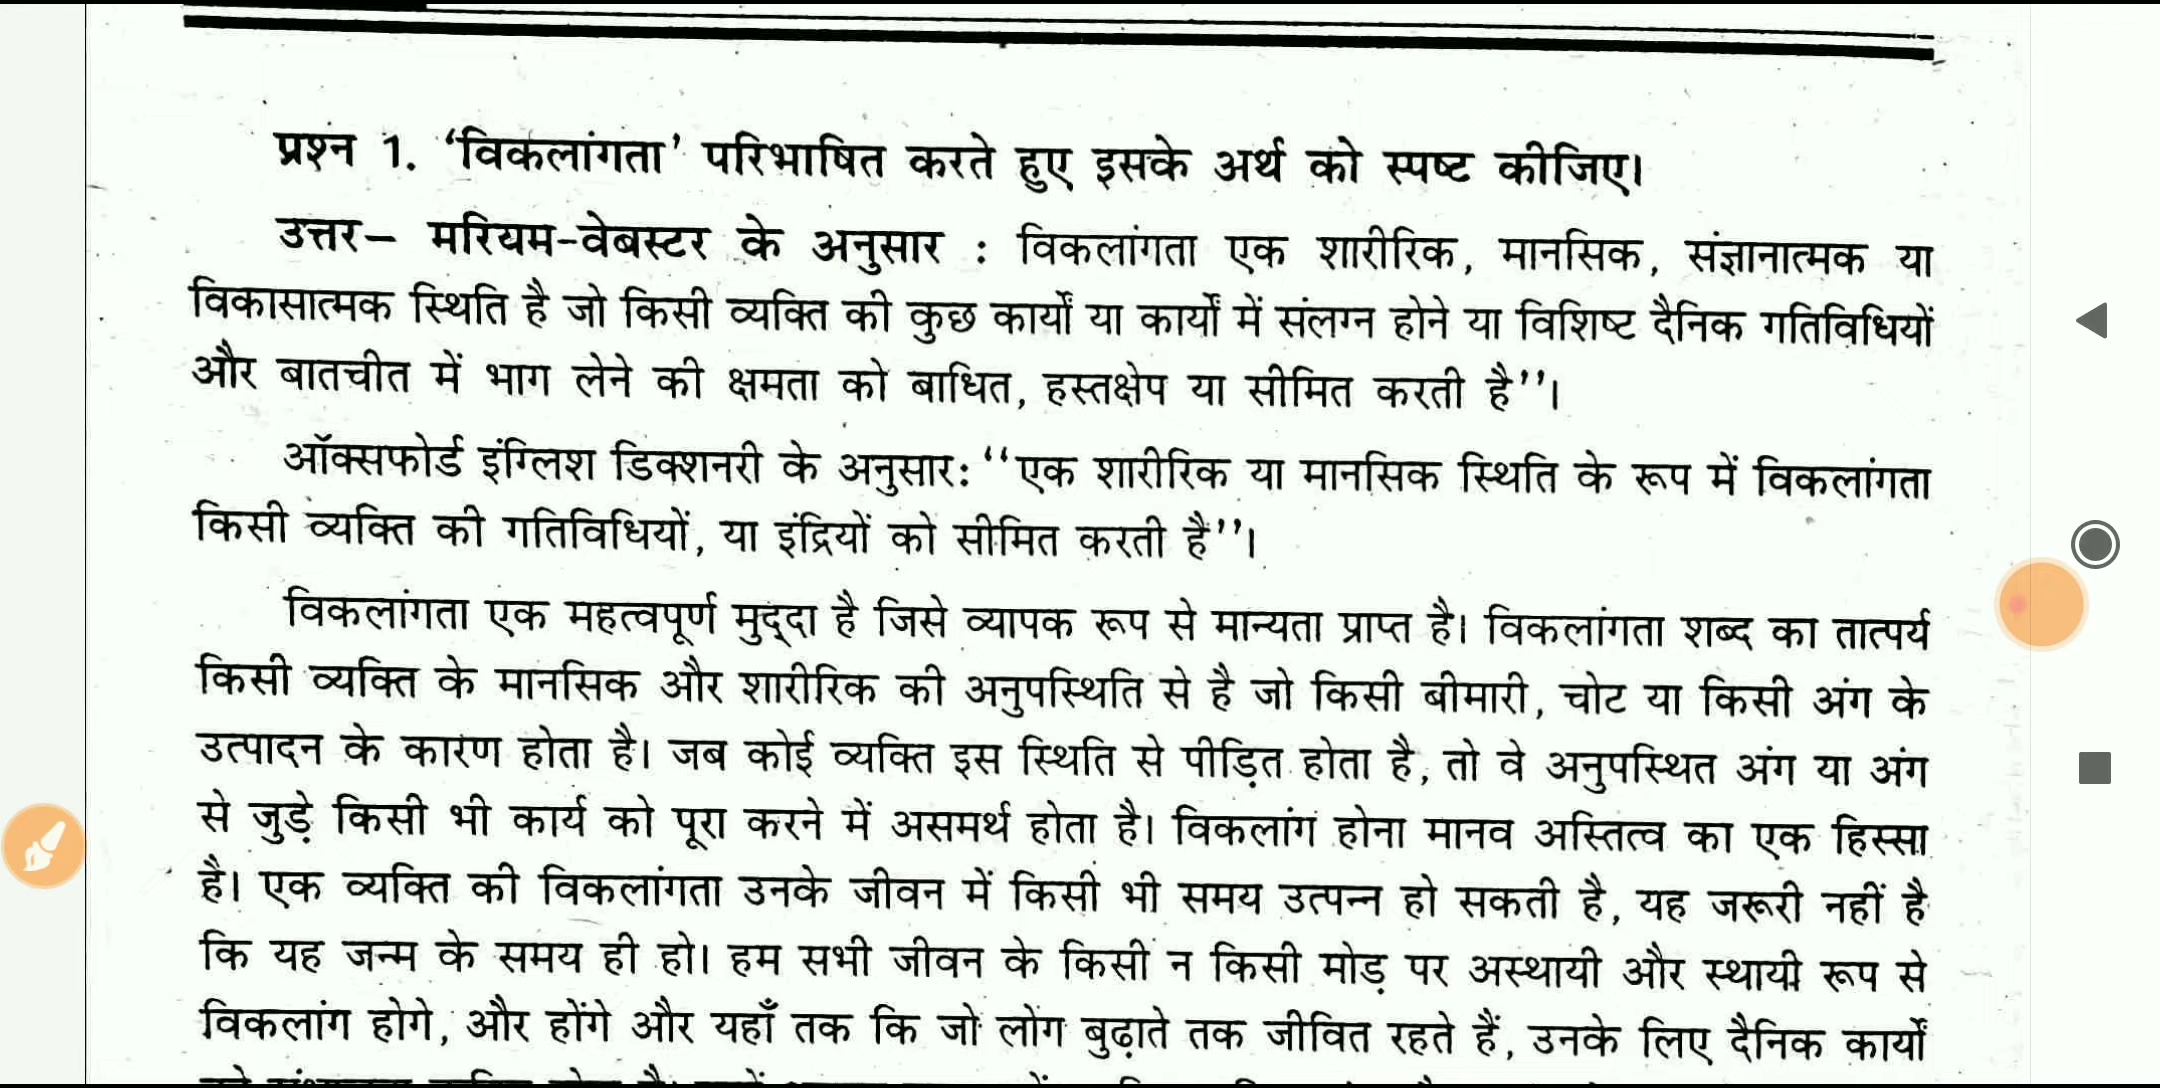 प्रश्न 1. ‘विकलांगता’ परिभाषित करते हुए इसके अर्थ को स्पष्ट कीजिए।
उत्तर– मरियम-वेबस्टर के अनुसार : विकलांगता एक शारीरिक, मानसिक, संज्ञानात्मक या
विकासात्मक स्थिति है जो किसी व्यक्ति की कुछ कार्यों या कार्यों में संलग्न होने या विशिष्ट दैनिक गतिविधियों
और बातचीत में भाग लेने की क्षमता को बाधित, हस्तक्षेप या सीमित करती है’’।
ऑक्सफोर्ड इंग्लिश डिक्शनरी के अनुसार: ‘‘एक शारीरिक या मानसिक स्थिति के रूप में विकलांगता
किसी व्यक्ति की गतिविधियों, या इंद्रियों को सीमित करती है’’।
विकलांगता एक महत्वपूर्ण मुद्दा है जिसे व्यापक रूप से मान्यता प्राप्त है। विकलांगता शब्द का तात्पर्य
किसी व्यक्ति के मानसिक और शारीरिक की अनुपस्थिति से है जो किसी बीमारी, चोट या किसी अंग के
उत्पादन के कारण होता है। जब कोई व्यक्ति इस स्थिति से पीड़ित होता है, तो वे अनुपस्थित अंग या अंग
से जुड़े किसी भी कार्य को पूरा करने में असमर्थ होता है। विकलांग होना मानव अस्तित्व का एक हिस्सा
है। एक व्यक्ति की विकलांगता उनके जीवन में किसी भी समय उत्पन्न हो सकती है, यह जरूरी नहीं है
कि यह जन्म के समय ही हो। हम सभी जीवन के किसी न किसी मोड़ पर अस्थायी और स्थायी रूप से
विकलांग होगे, और होंगे और यहाँ तक कि जो लोग बुढ़ाते तक जीवित रहते हैं, उनके लिए दैनिक कार्यों